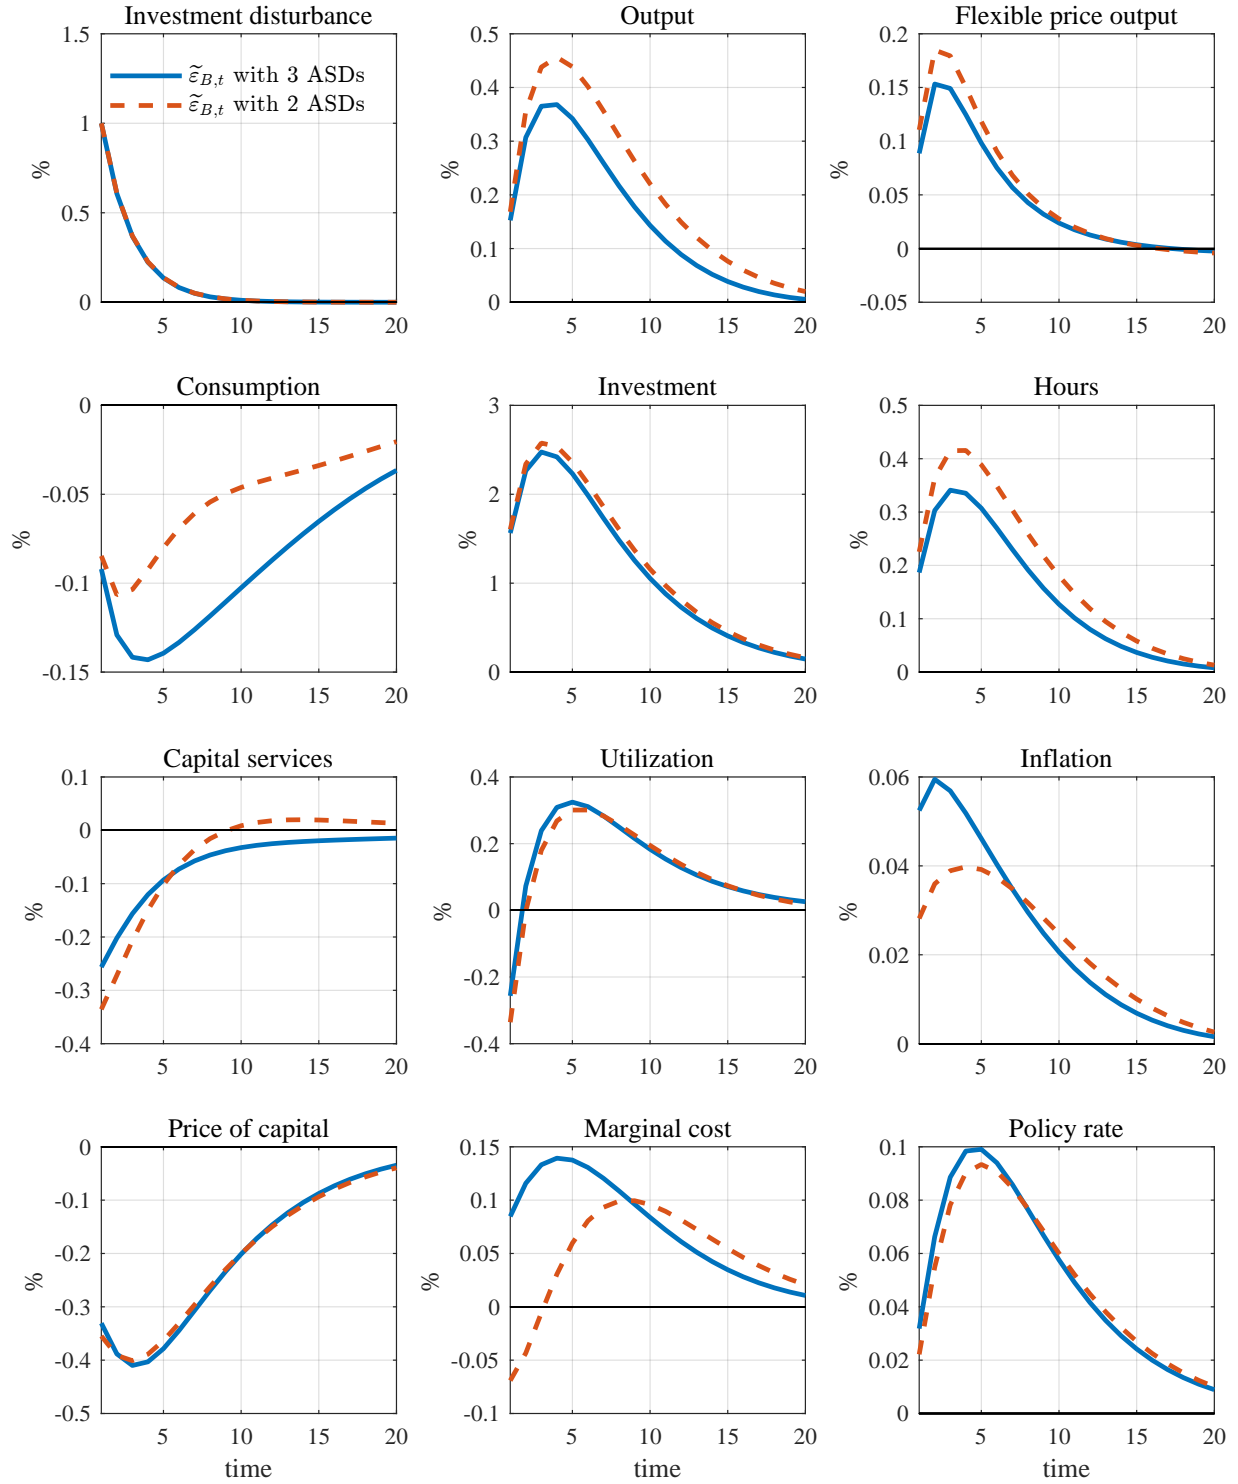 Investment disturbance
1.5
1
0.5
0
%
5 10 15 20
ε̃B,t with 3 ASDs
ε̃B,t with 2 ASDs
Output
0.5
0.4
0.3
0.2
0.1
0
%
5 10 15 20
Flexible price output
0.2
0.15
0.1
0.05
0
-0.05
%
5 10 15 20
Consumption
0
-0.05
-0.1
-0.15
%
5 10 15 20
Investment
3
2
1
0
%
5 10 15 20
Hours
0.5
0.4
0.3
0.2
0.1
0
%
5 10 15 20
Capital services
0.1
0
-0.1
-0.2
-0.3
-0.4
%
5 10 15 20
Utilization
0.4
0.2
0
-0.2
-0.4
%
5 10 15 20
Inflation
0.06
0.04
0.02
0
%
5 10 15 20
Price of capital
0
-0.1
-0.2
-0.3
-0.4
-0.5
%
5 10 15 20
time
Marginal cost
0.15
0.1
0.05
0
-0.05
-0.1
%
5 10 15 20
time
Policy rate
0.1
0.08
0.06
0.04
0.02
0
%
5 10 15 20
time